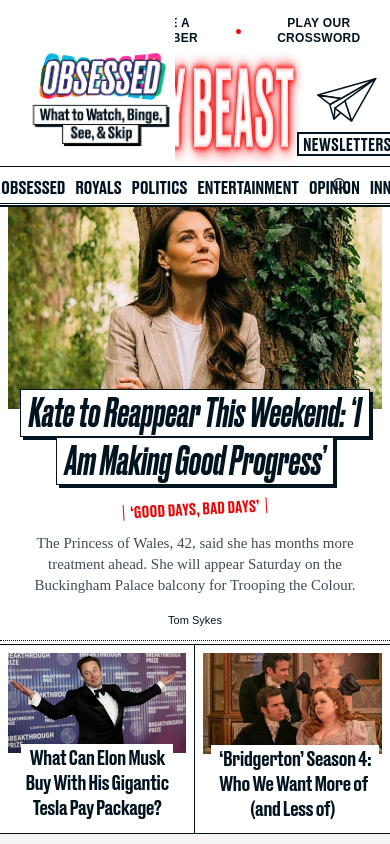 E A
BER
PLAY OUR
CROSSWORD
OBSESSED
What to Watch, Binge,
See, & Skip
Y BEAST
NEWSLETTERS
OBSESSED ROYALS POLITICS ENTERTAINMENT OPINION INN
Kate to Reappear This Weekend: ‘I
Am Making Good Progress’
‘GOOD DAYS, BAD DAYS’
The Princess of Wales, 42, said she has months more
treatment ahead. She will appear Saturday on the
Buckingham Palace balcony for Trooping the Colour.
Tom Sykes
BREAKTHROUGH
PRIZE
What Can Elon Musk
Buy With His Gigantic
Tesla Pay Package?
‘Bridgerton’ Season 4:
Who We Want More of
(and Less of)